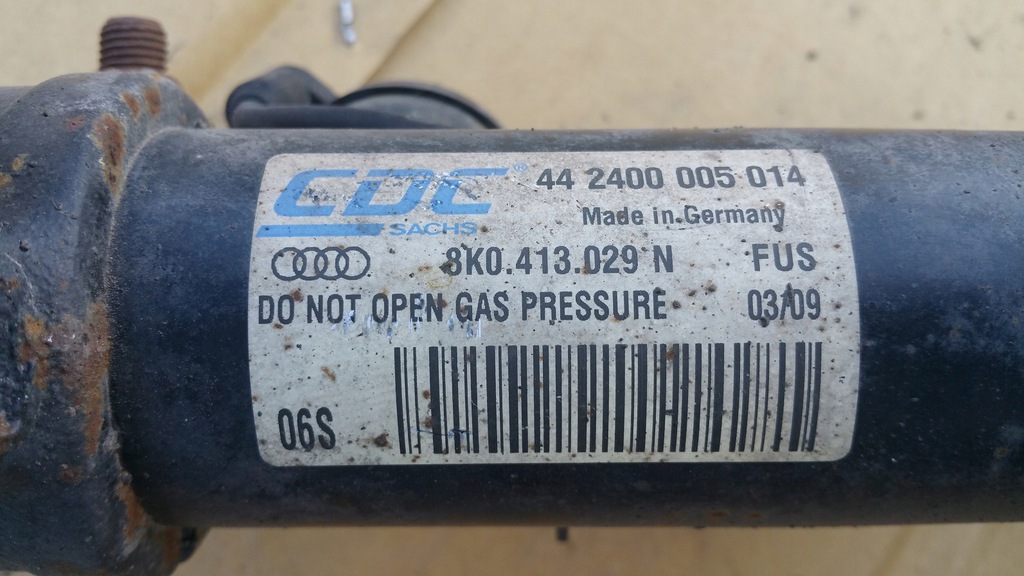 CDC® 44 2400 005 014
SACHS Made in Germany
8K0.413.029 N FUS
DO NOT OPEN GAS PRESSURE 03/09
06S